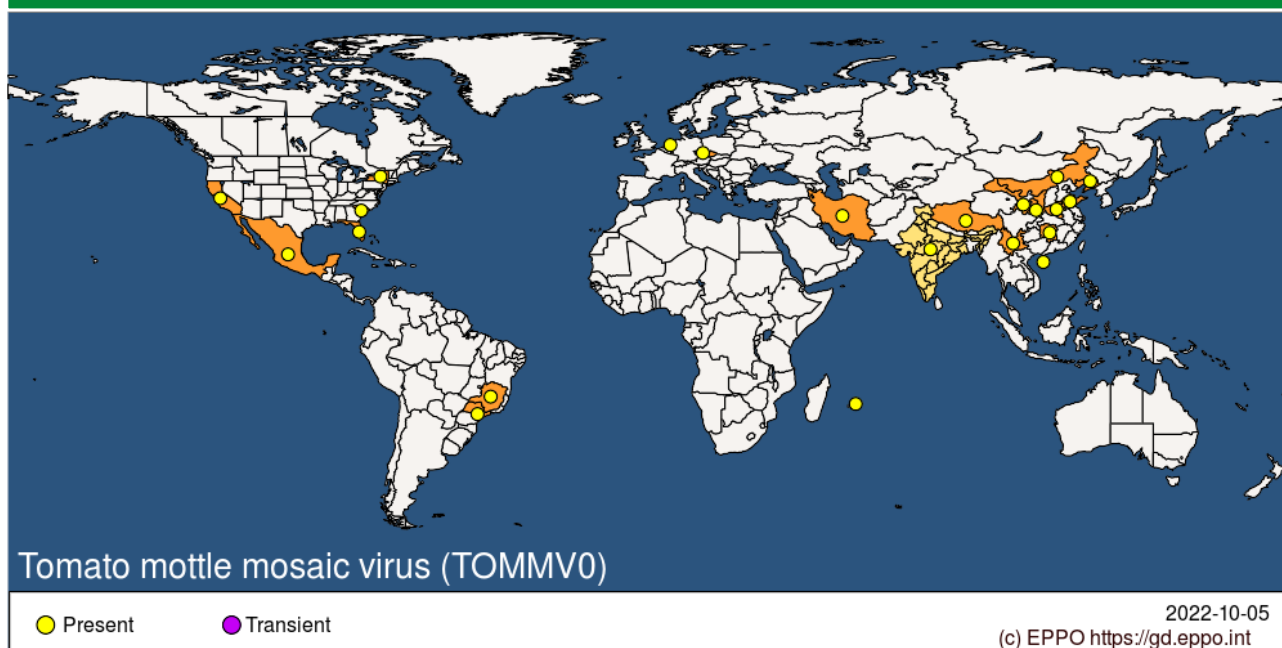 Tomato mottle mosaic virus (TOMMV0)
Present
Transient
2022-10-05
(c) EPPO https://gd.eppo.int